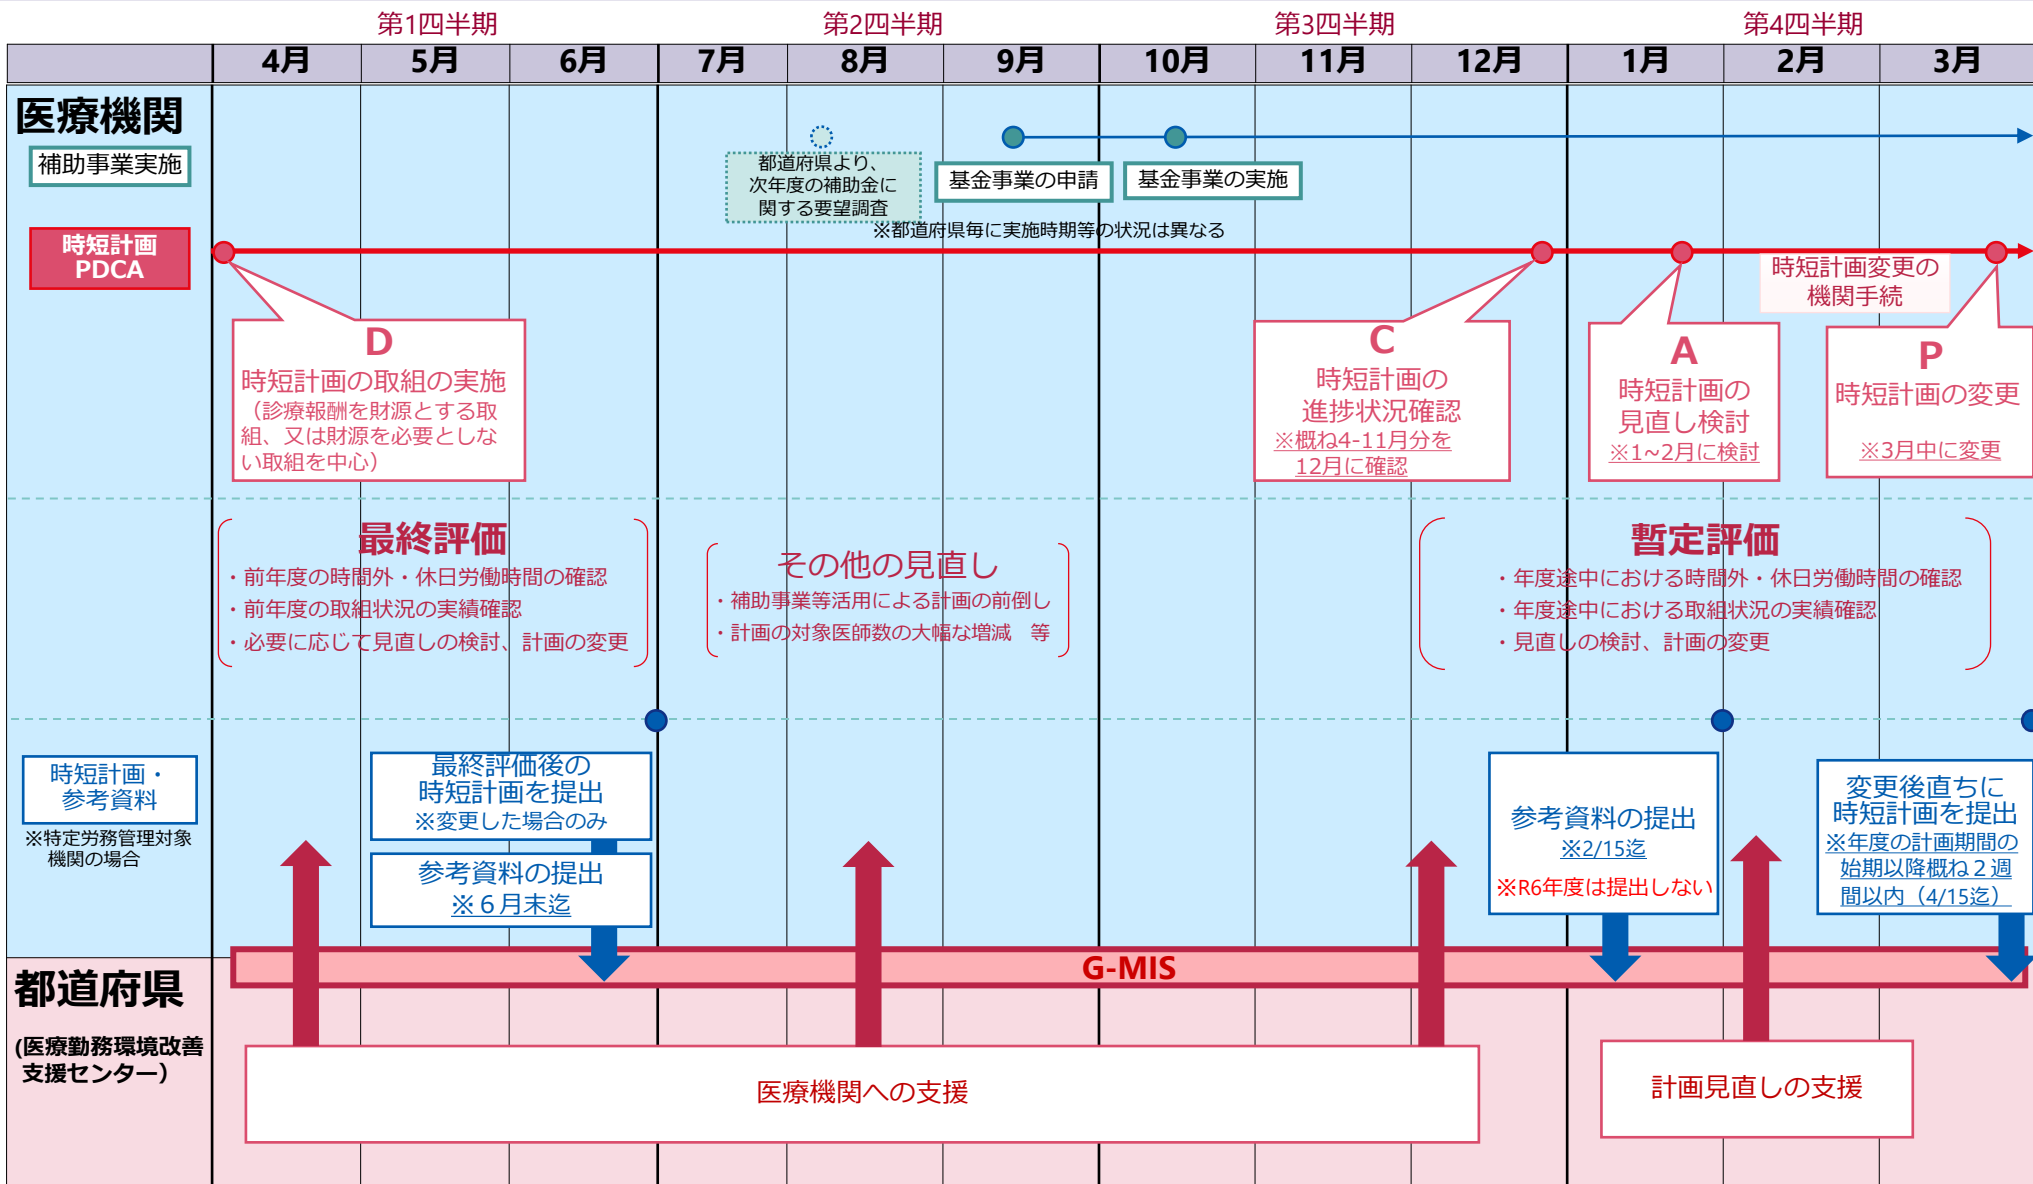 第1四半期
第2四半期
第3四半期
第4四半期
4月
5月
6月
7月
8月
9月
10月
11月
12月
1月
2月
3月
医療機関
補助事業実施
都道府県より、
次年度の補助金に
関する要望調査
基金事業の申請
基金事業の実施
※都道府県毎に実施時期等の状況は異なる
時短計画
PDCA
時短計画変更の
機関手続
D
時短計画の取組の実施
（診療報酬を財源とする取
組、又は財源を必要としな
い取組を中心）
C
時短計画の
進捗状況確認
※概ね4-11月分を
12月に確認
A
時短計画の
見直し検討
※1~2月に検討
P
時短計画の変更
※3月中に変更
最終評価
・前年度の時間外・休日労働時間の確認
・前年度の取組状況の実績確認
・必要に応じて見直しの検討、計画の変更
その他の見直し
・補助事業等活用による計画の前倒し
・計画の対象医師数の大幅な増減　等
暫定評価
・年度途中における時間外・休日労働時間の確認
・年度途中における取組状況の実績確認
・見直しの検討、計画の変更
時短計画・
参考資料
※特定労務管理対象
機関の場合
最終評価後の
時短計画を提出
※変更した場合のみ
参考資料の提出
※６月末迄
参考資料の提出
※2/15迄
※R6年度は提出しない
変更後直ちに
時短計画を提出
※年度の計画期間の
始期以降概ね２週
間以内（4/15迄）
G-MIS
都道府県
(医療勤務環境改善
支援センター）
医療機関への支援
計画見直しの支援